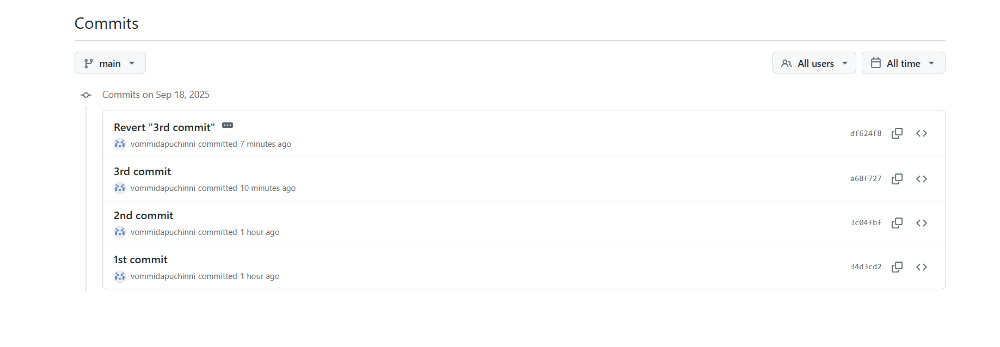 Commits
main
All users
All time
Commits on Sep 18, 2025
Revert "3rd commit"
vommidapuchinni committed 7 minutes ago
df624f8
3rd commit
vommidapuchinni committed 10 minutes ago
a68f727
2nd commit
vommidapuchinni committed 1 hour ago
3c04fbf
1st commit
vommidapuchinni committed 1 hour ago
34d3cd2